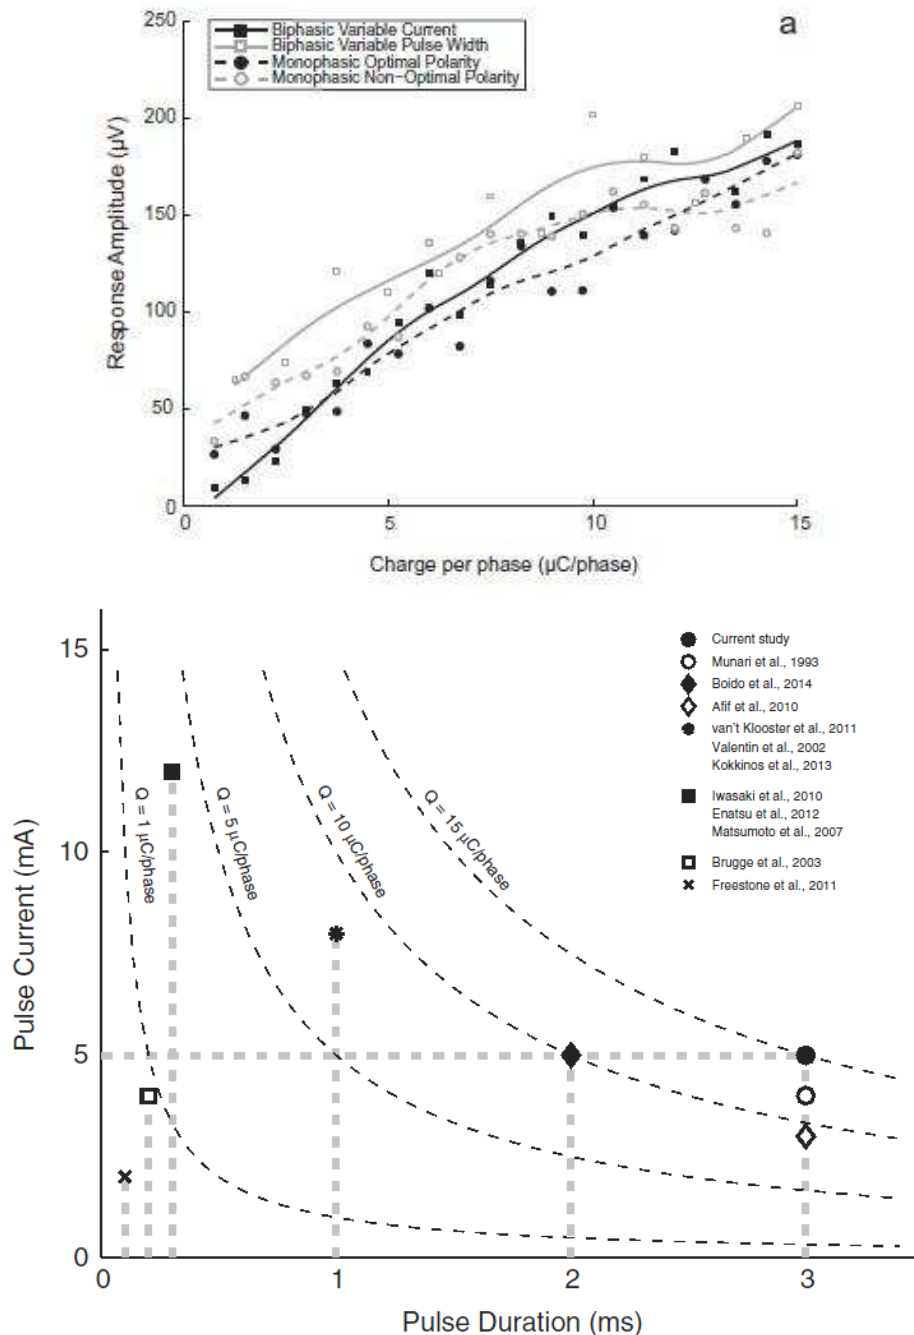 a
Biphasic Variable Current
Biphasic Variable Pulse Width
Monophasic Optimal Polarity
Monophasic Non-Optimal Polarity
250
200
150
100
50
0
Response Amplitude (µV)
0 5 10 15
Charge per phase (µC/phase)
15
10
5
0
Pulse Current (mA)
Q = 1 µC/phase
Q = 5 µC/phase
Q = 10 µC/phase
Q = 15 µC/phase
Current study
Munari et al., 1993
Boido et al., 2014
Afif et al., 2010
van't Klooster et al., 2011
Valentin et al., 2002
Kokkinos et al., 2013
Iwasaki et al., 2010
Enatsu et al., 2012
Matsumoto et al., 2007
Brugge et al., 2003
Freestone et al., 2011
0 1 2 3
Pulse Duration (ms)